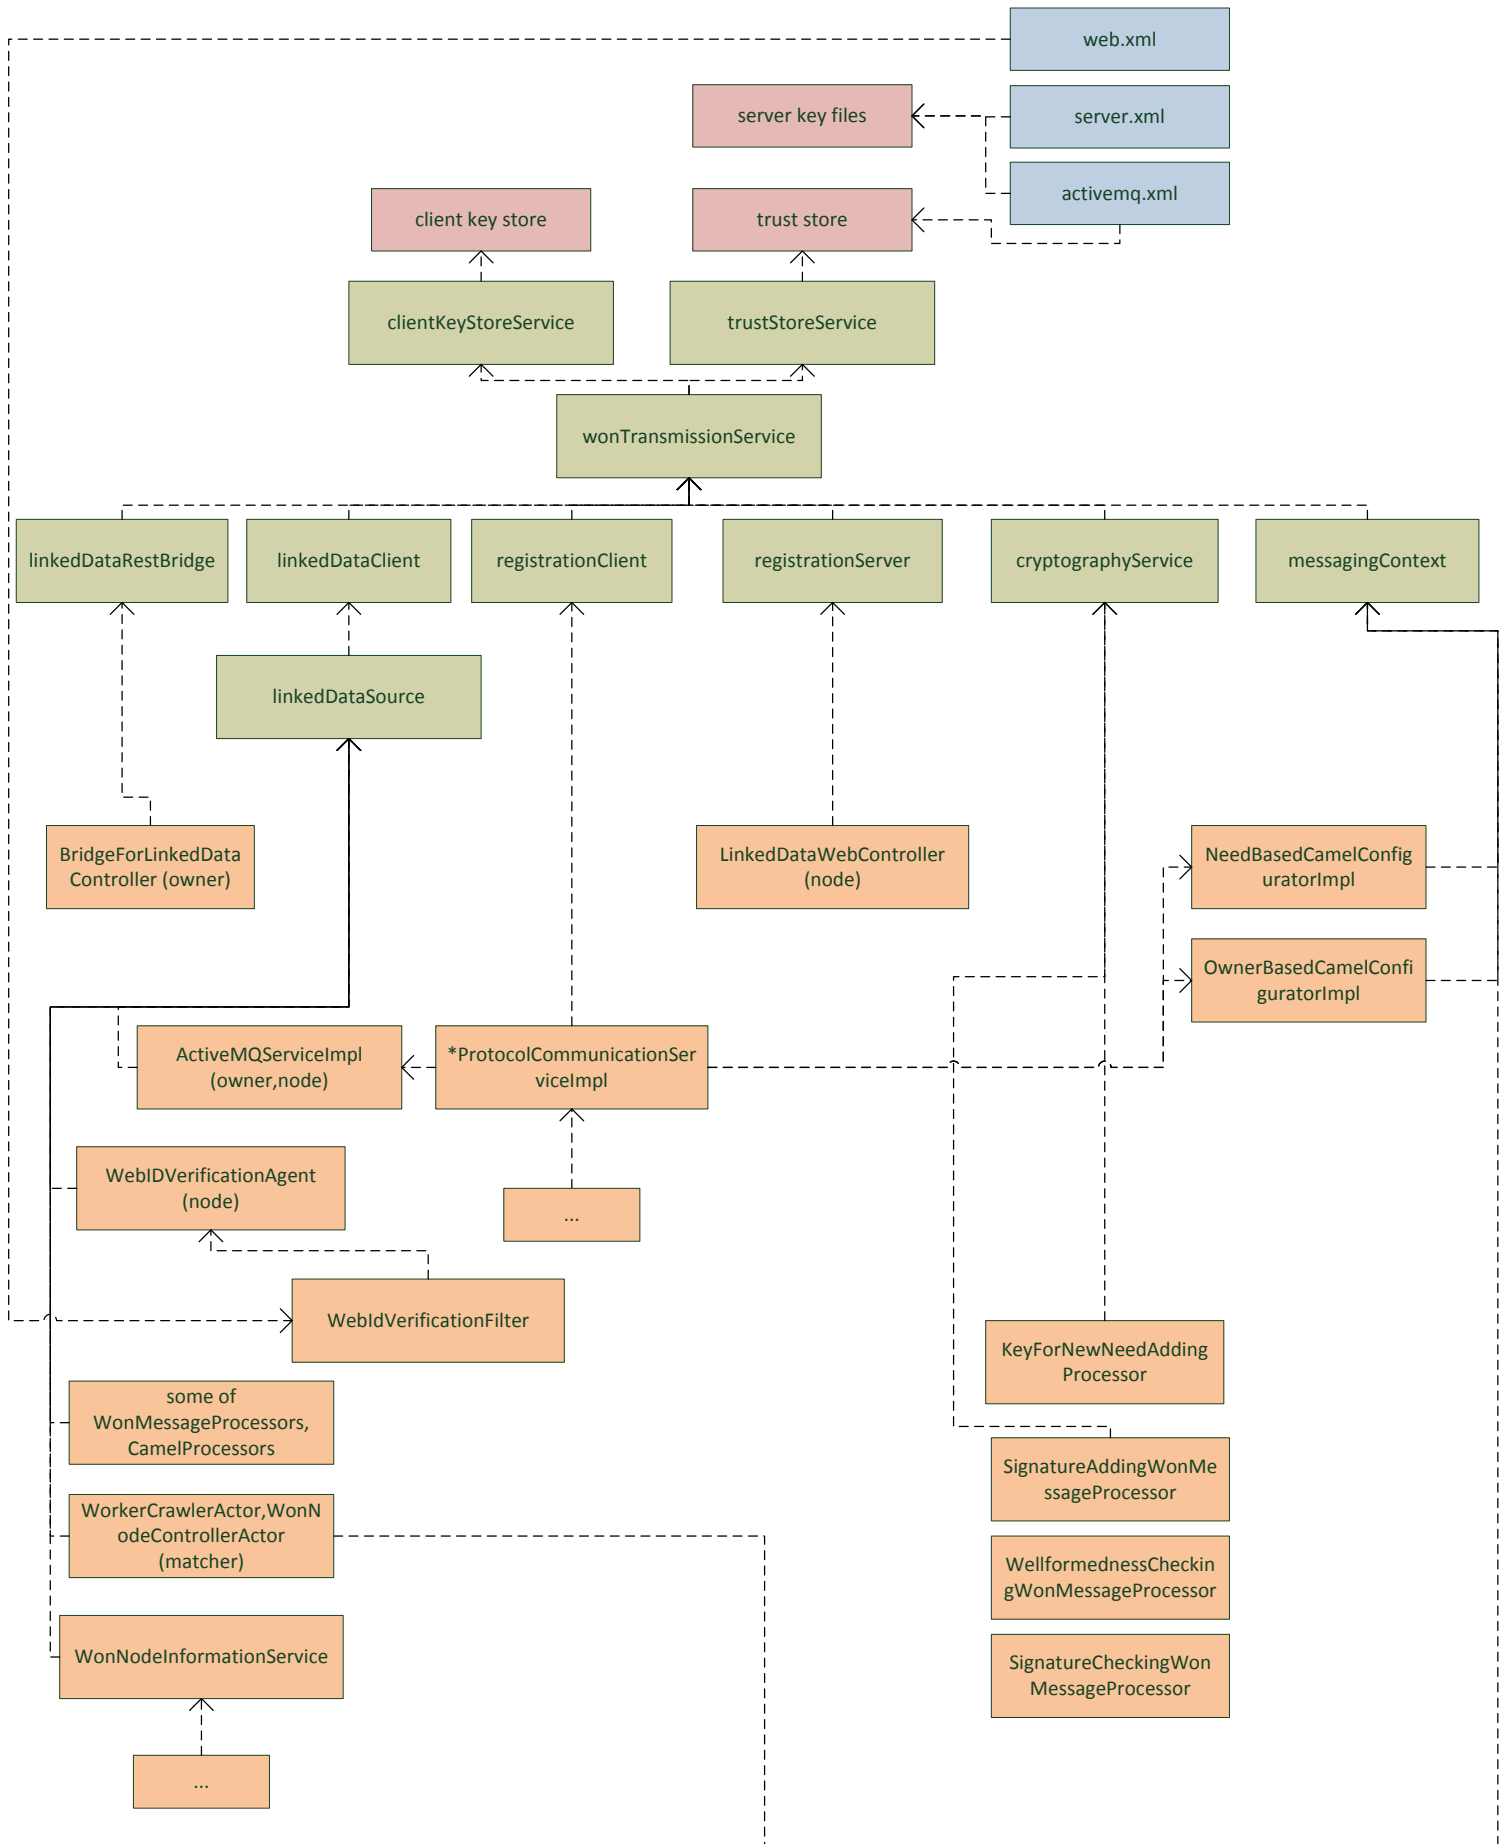 web.xml
server key files
server.xml
activemq.xml
client key store
trust store
clientKeyStoreService
trustStoreService
wonTransmissionService
linkedDataRestBridge
linkedDataClient
registrationClient
registrationServer
cryptographyService
messagingContext
linkedDataSource
BridgeForLinkedData
Controller (owner)
LinkedDataWebController
(node)
NeedBasedCamelConfig
uratorImpl
OwnerBasedCamelConfi
guratorImpl
ActiveMQServiceImpl
(owner,node)
*ProtocolCommunicationSer
viceImpl
WebIDVerificationAgent
(node)
...
WebIdVerificationFilter
KeyForNewNeedAdding
Processor
some of
WonMessageProcessors,
CamelProcessors
SignatureAddingWonMe
ssageProcessor
WorkerCrawlerActor,WonN
odeControllerActor
(matcher)
WellformednessCheckin
gWonMessageProcessor
WonNodeInformationService
SignatureCheckingWon
MessageProcessor
...